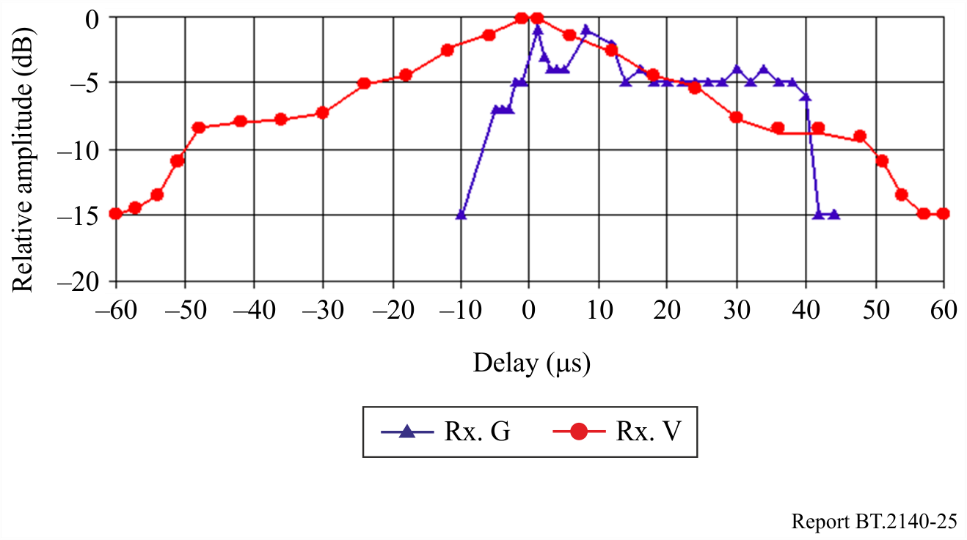 Relative amplitude (dB)
0
–5
–10
–15
–20
–60 –50 –40 –30 –20 –10 0 10 20 30 40 50 60
Delay (μs)
Rx. G Rx. V
Report BT.2140-25